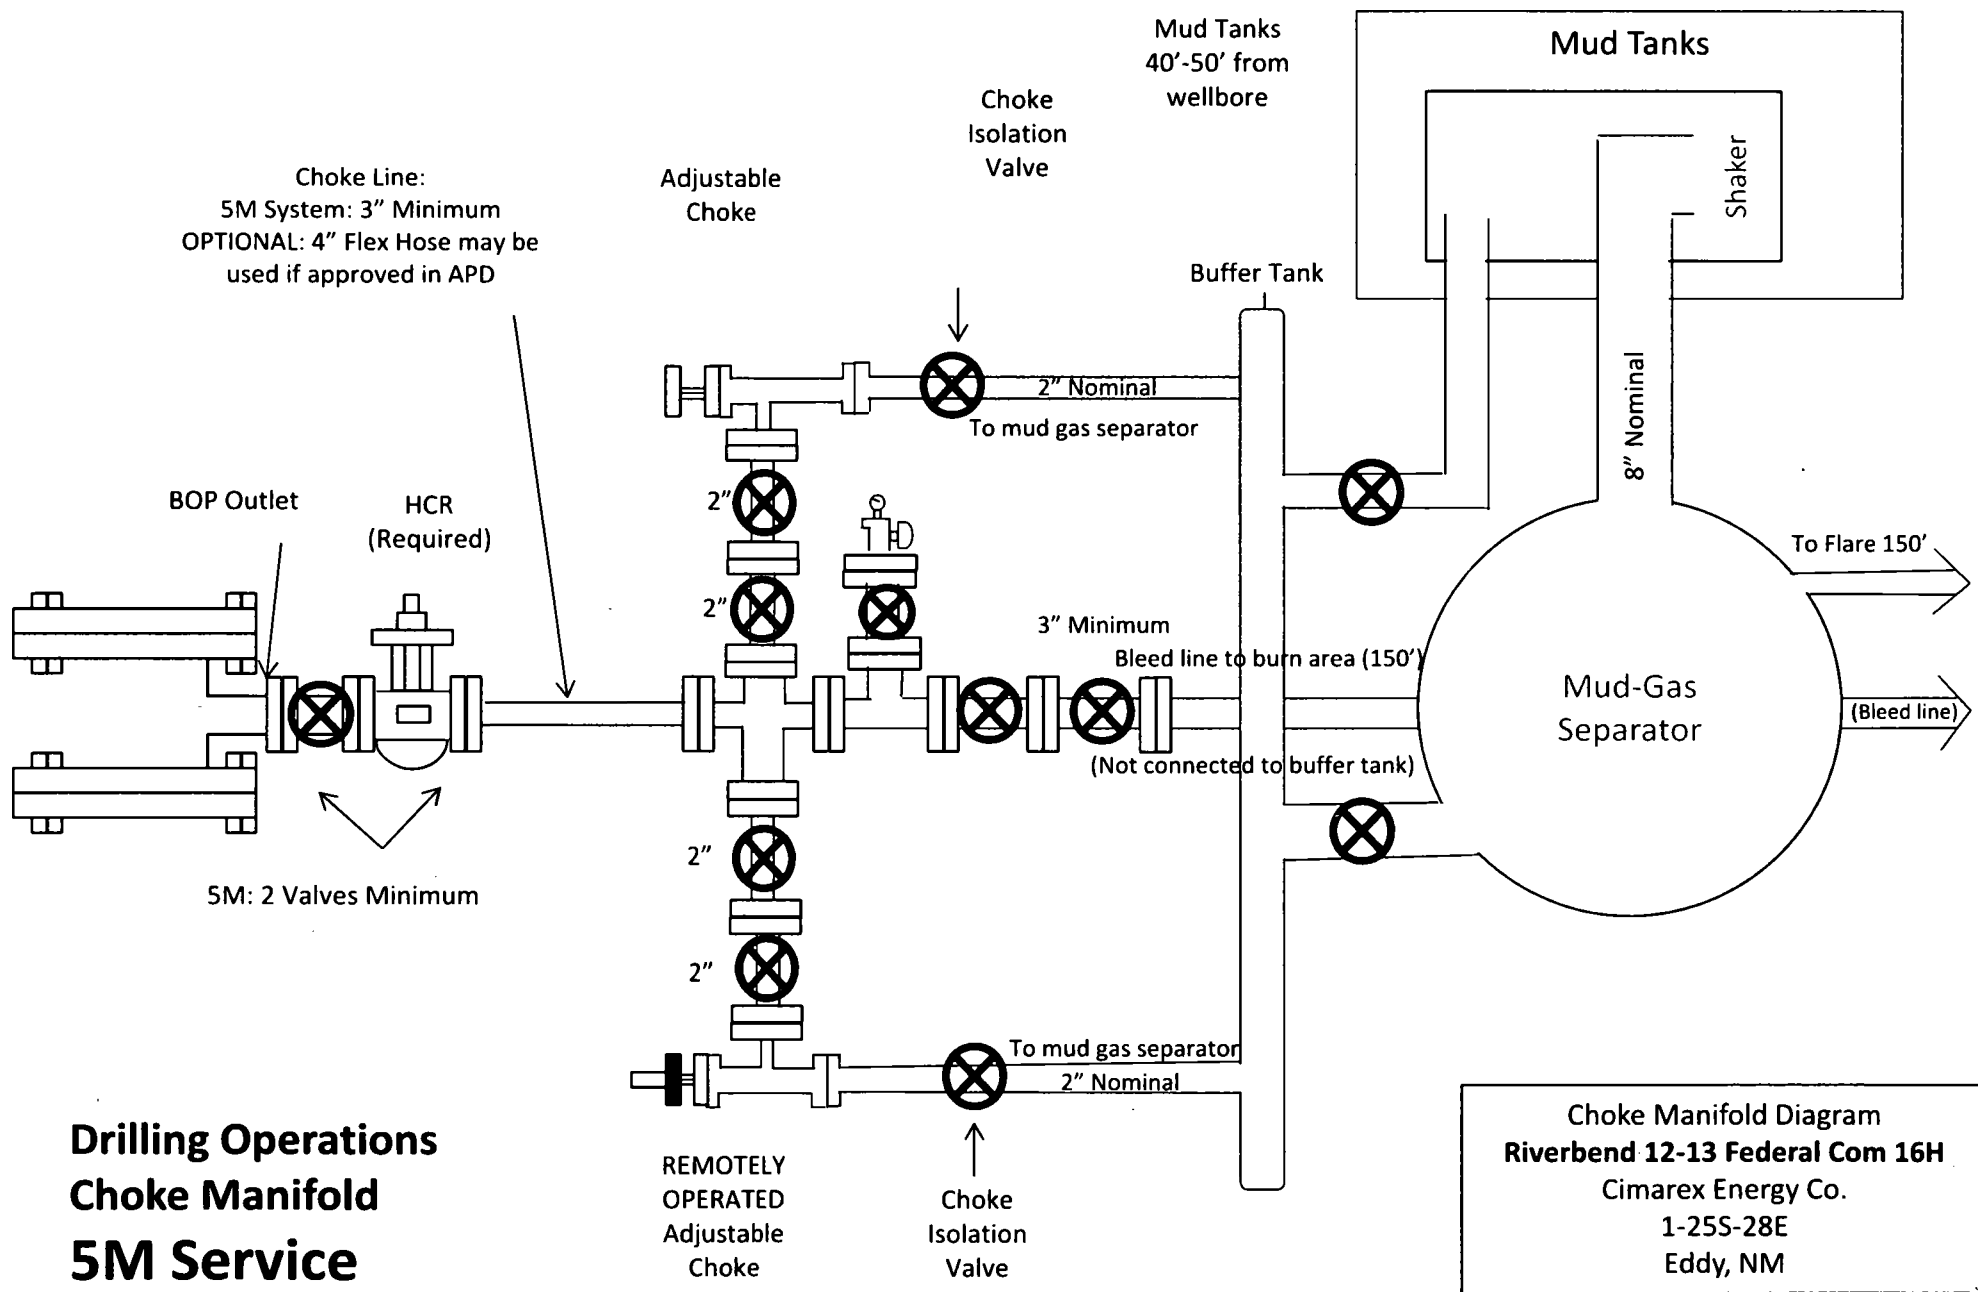 Mud Tanks
40'-50' from
wellbore
Mud Tanks
Shaker
Choke
Isolation
Valve
Adjustable
Choke
Choke Line:
5M System: 3" Minimum
OPTIONAL: 4" Flex Hose may be
used if approved in APD
Buffer Tank
2" Nominal
To mud gas separator
8" Nominal
BOP Outlet
HCR
(Required)
2"
2"
To Flare 150'
3" Minimum
Bleed line to burn area (150')
Mud-Gas
Separator
(Bleed line)
(Not connected to buffer tank)
5M: 2 Valves Minimum
2"
2"
To mud gas separator
2" Nominal
REMOTELY
OPERATED
Adjustable
Choke
Choke
Isolation
Valve
Drilling Operations
Choke Manifold
5M Service
Choke Manifold Diagram
Riverbend 12-13 Federal Com 16H
Cimarex Energy Co.
1-25S-28E
Eddy, NM